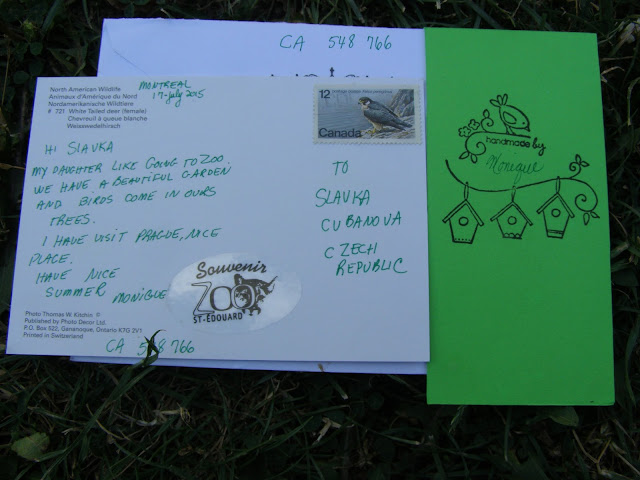 CA 548 766
North American Wildlife
Animaux d'Amérique du Nord
Nordamerikanische Wildtiere
# 721 White Tailed deer (female)
Chevreuil à queue blanche
Weisswedelhirsch
MONTREAL
17-July 2015
HI SLAVKA
MY DAUGHTER LIKE GOING TO ZOO.
WE HAVE A BEAUTIFUL GARDEN
AND BIRDS COME IN OURS
TREES.
I HAVE VISIT PRAGUE, NICE
PLACE.
HAVE NICE
SUMMER MONIQUE
Souvenir
ZOO
ST-EDOUARD
Photo Thomas W. Kitchin ©
Published by Photo Decor Ltd.
P.O. Box 522, Gananoque, Ontario K7G 2V1
Printed in Switzerland
CA 548 766
12
Canada
TO
SLAVKA
CUBANOVA
CZECH
REPUBLIC
handmade by
Monique